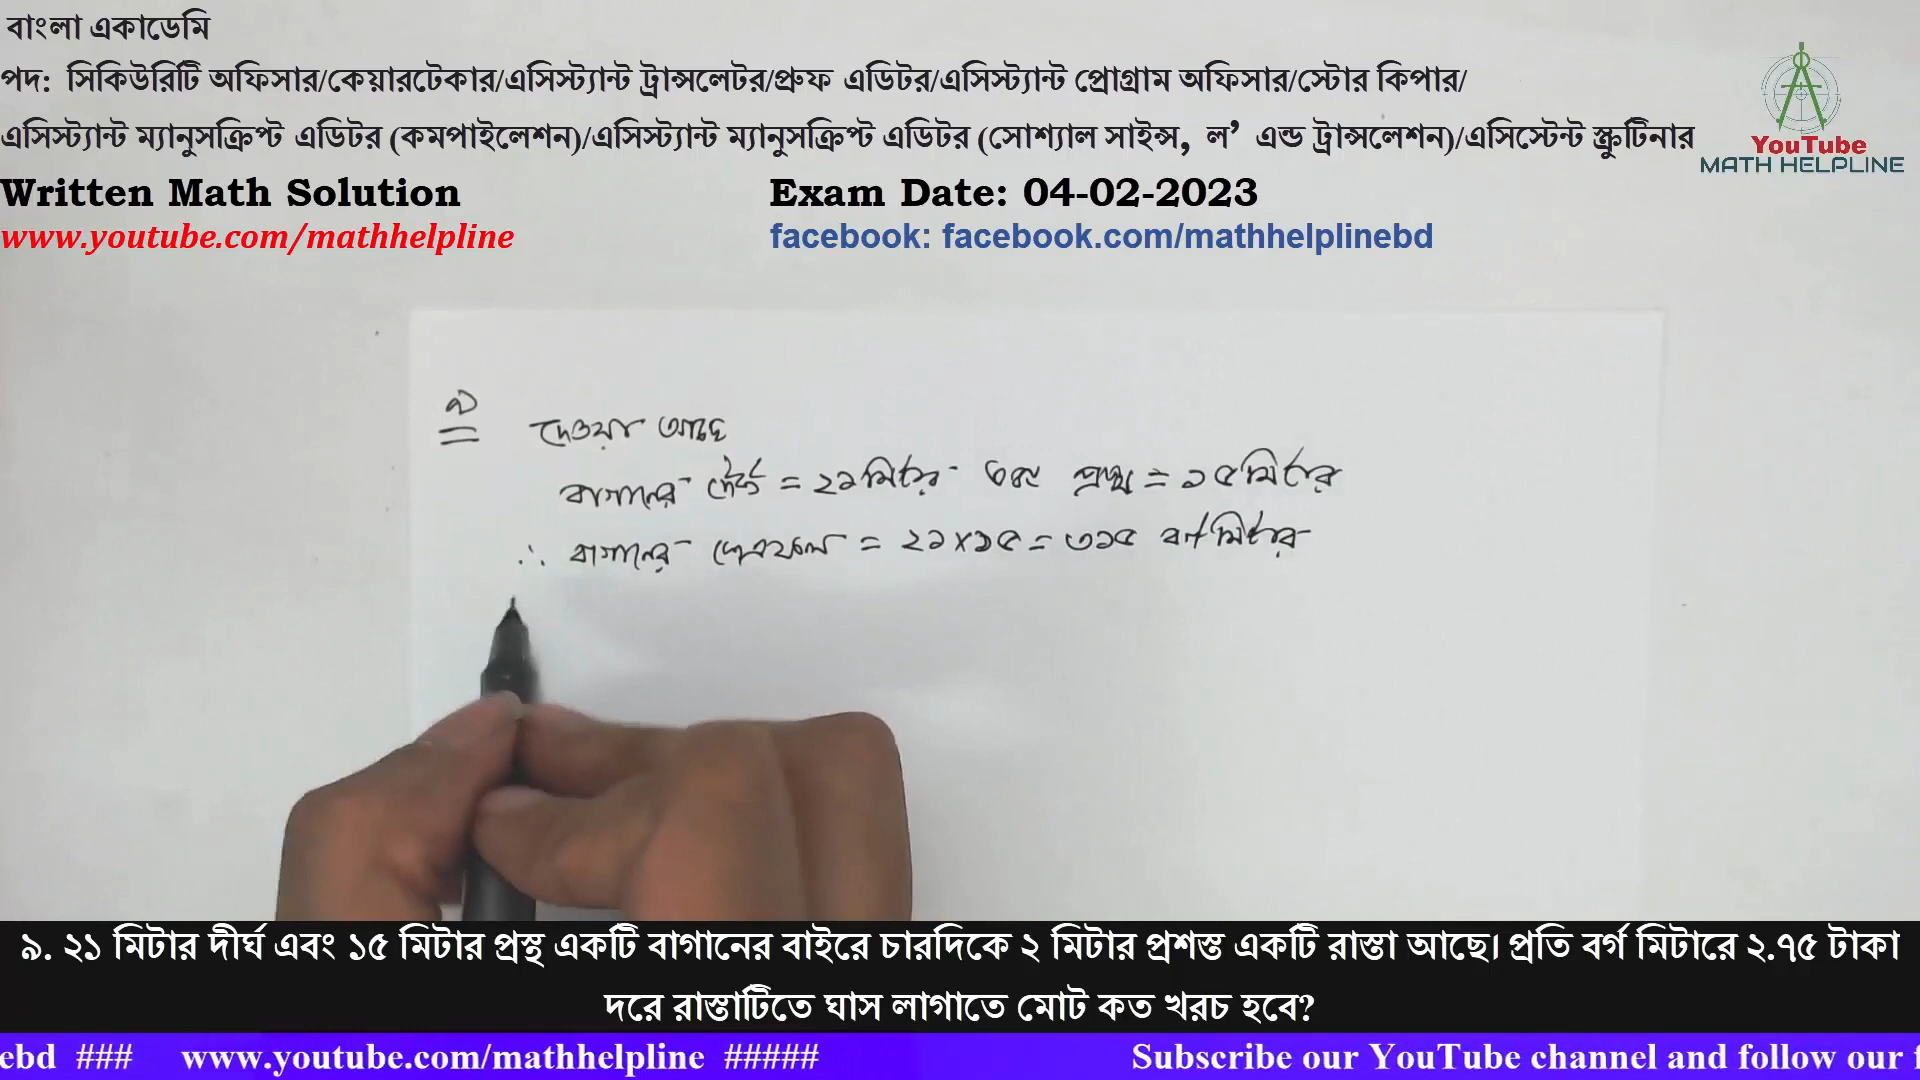 বাংলা একাডেমি
পদ: সিকিউরিটি অফিসার/কেয়ারটেকার/এসিস্ট্যান্ট ট্রান্সলেটর/প্রুফ এডিটর/এসিস্ট্যান্ট প্রোগ্রাম অফিসার/স্টোর কিপার/
এসিস্ট্যান্ট ম্যানুসক্রিপ্ট এডিটর (কমপাইলেশন)/এসিস্ট্যান্ট ম্যানুসক্রিপ্ট এডিটর (সোশ্যাল সাইন্স, ল’ এন্ড ট্রান্সলেশন)/এসিস্টেন্ট স্ক্রুটিনার
YouTube
MATH HELPLINE
Written Math Solution Exam Date: 04-02-2023
www.youtube.com/mathhelpline facebook: facebook.com/mathhelplinebd
৯ দেওয়া আছে
বাগানের দৈর্ঘ্য = ২১ মিটার এবং প্রস্থ = ১৫ মিটার
∴ বাগানের ক্ষেত্রফল = ২১×১৫ = ৩১৫ বর্গ মিটার
৯. ২১ মিটার দীর্ঘ এবং ১৫ মিটার প্রস্থ একটি বাগানের বাইরে চারদিকে ২ মিটার প্রশস্ত একটি রাস্তা আছে। প্রতি বর্গ মিটারে ২.৭৫ টাকা
দরে রাস্তাটিতে ঘাস লাগাতে মোট কত খরচ হবে?
ebd ### www.youtube.com/mathhelpline ##### Subscribe our YouTube channel and follow our f